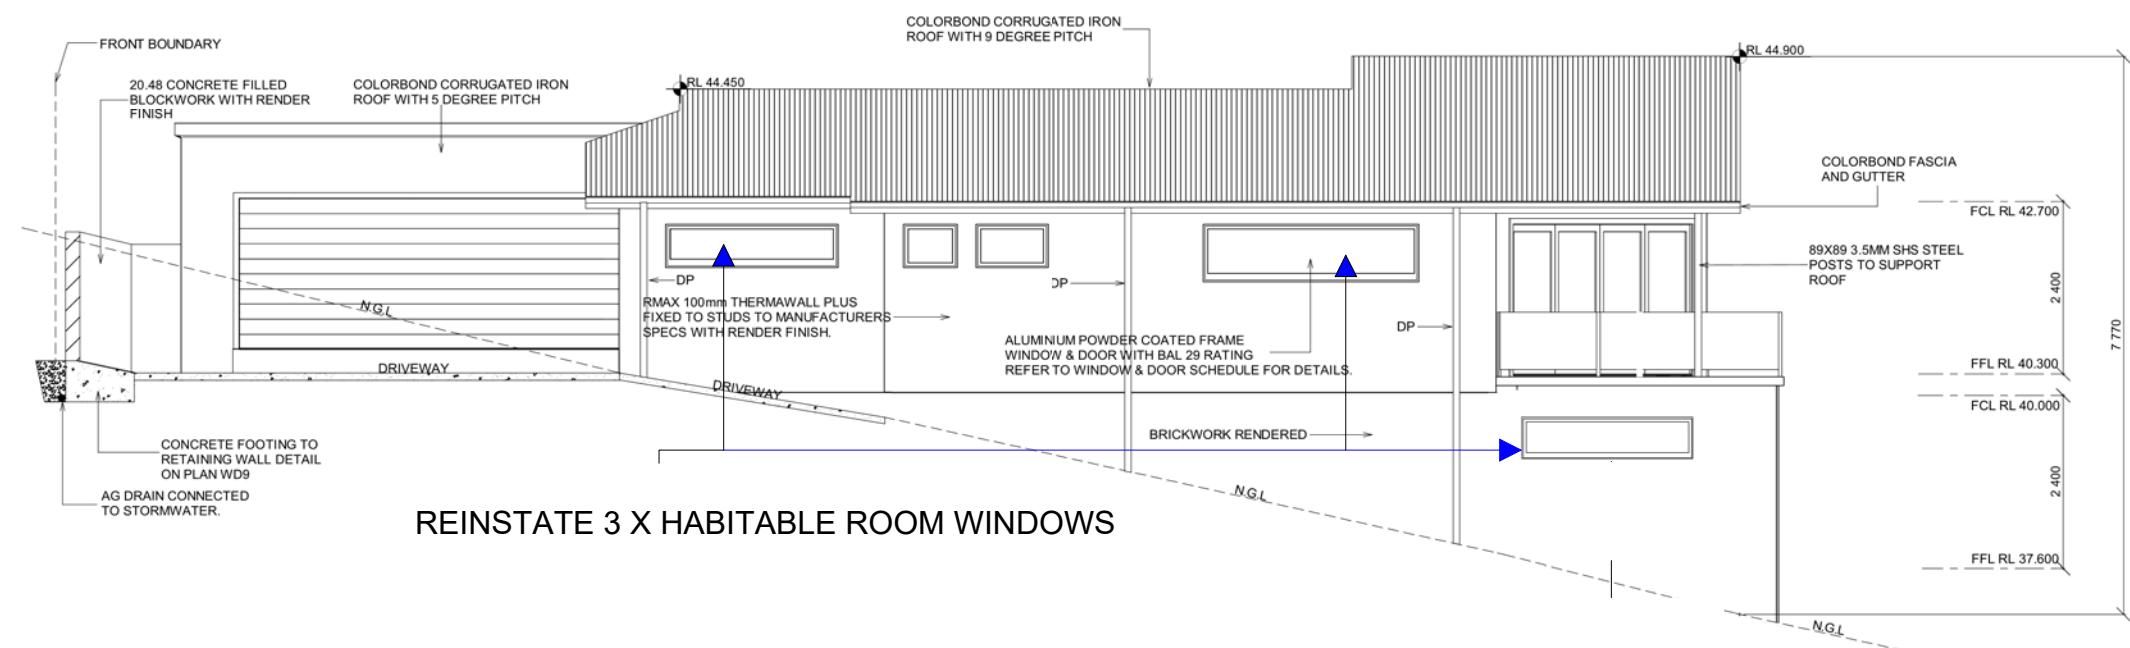 COLORBOND CORRUGATED IRON
ROOF WITH 9 DEGREE PITCH
FRONT BOUNDARY
RL 44.900
20.48 CONCRETE FILLED
BLOCKWORK WITH RENDER
FINISH
COLORBOND CORRUGATED IRON
ROOF WITH 5 DEGREE PITCH
RL 44.450
COLORBOND FASCIA
AND GUTTER
FCL RL 42.700
89X89 3.5MM SHS STEEL
POSTS TO SUPPORT
ROOF
2 400
7 770
DP
DP
DP
N.G.L
RMAX 100mm THERMAWALL PLUS
FIXED TO STUDS TO MANUFACTURERS
SPECS WITH RENDER FINISH.
ALUMINIUM POWDER COATED FRAME
WINDOW & DOOR WITH BAL 29 RATING
REFER TO WINDOW & DOOR SCHEDULE FOR DETAILS.
DRIVEWAY
DRIVEWAY
FFL RL 40.300
FCL RL 40.000
BRICKWORK RENDERED
CONCRETE FOOTING TO
RETAINING WALL DETAIL
ON PLAN WD9
2 400
AG DRAIN CONNECTED
TO STORMWATER.
N.G.L
REINSTATE 3 X HABITABLE ROOM WINDOWS
FFL RL 37.600
N.G.L